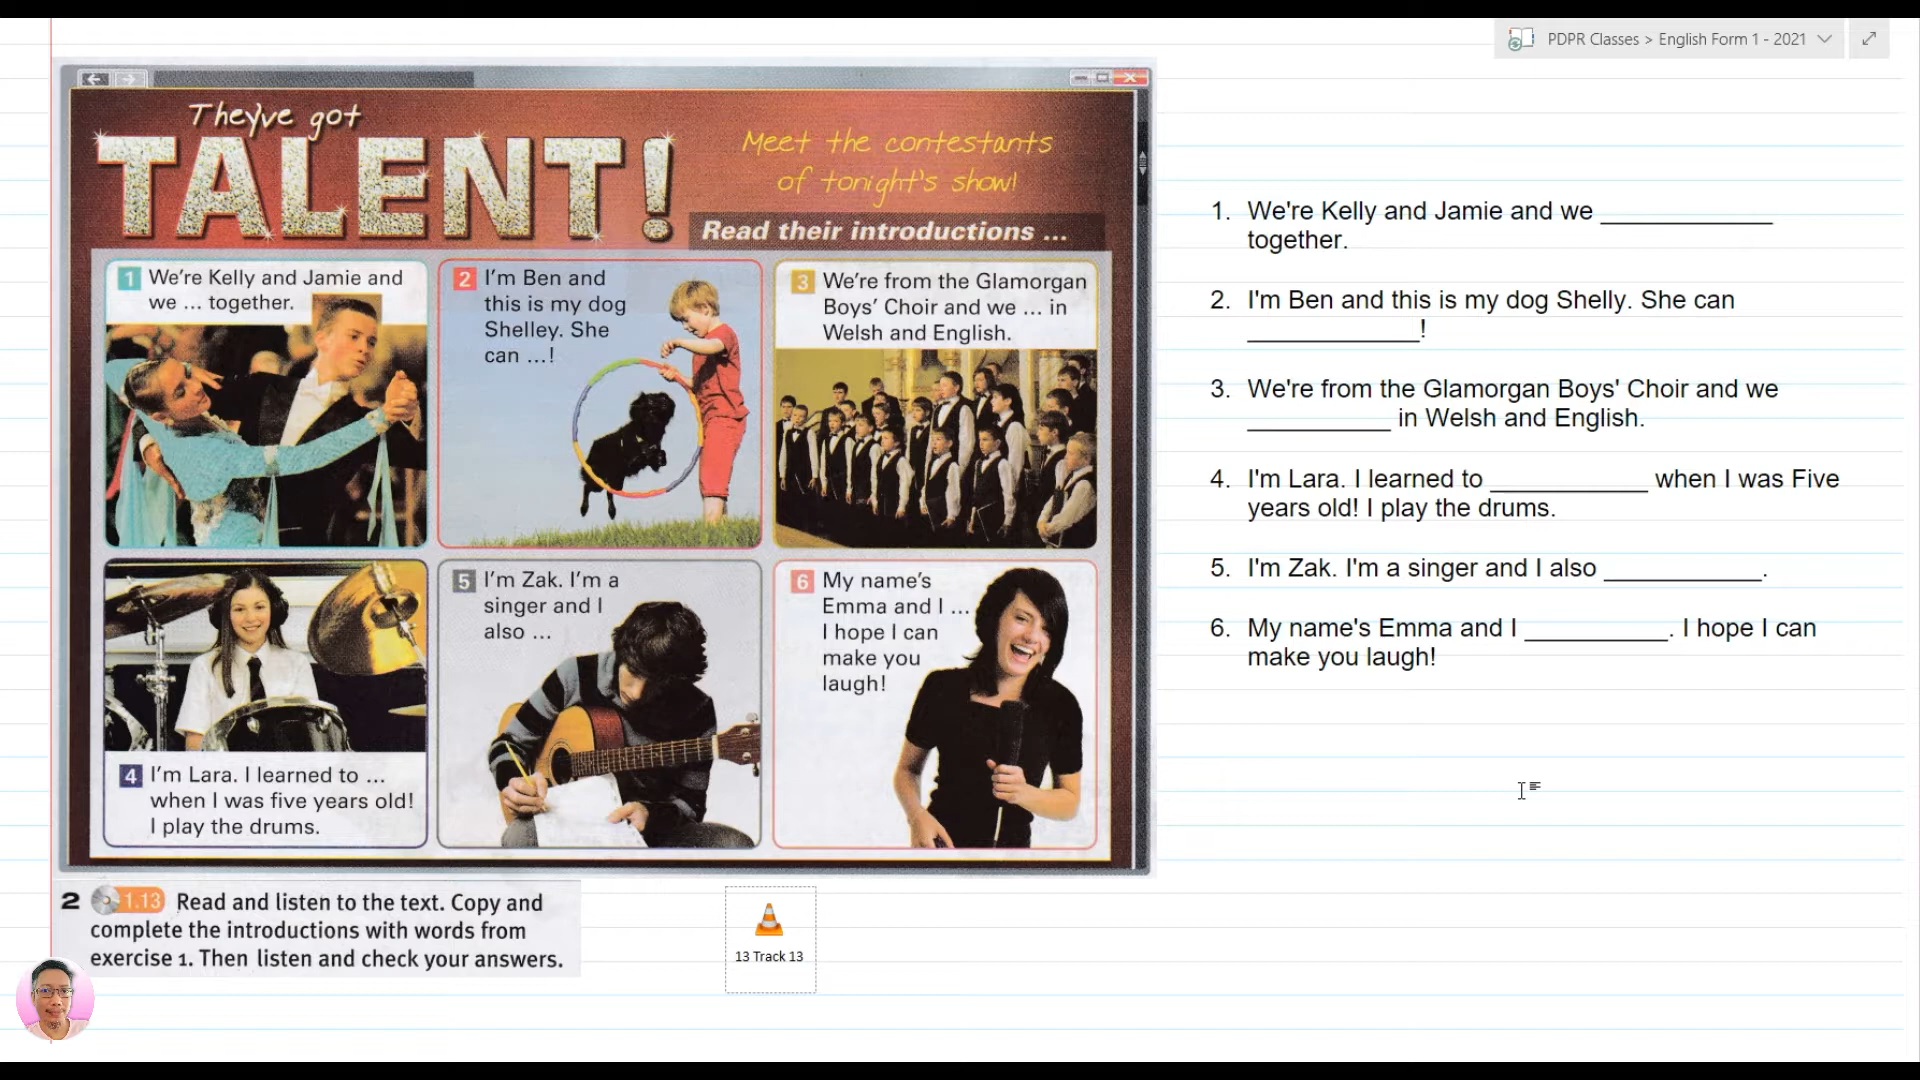 PDPR Classes > English Form 1 - 2021
They've got
TALENT!
Meet the contestants
of tonight's show!
Read their introductions ...
1 We're Kelly and Jamie and
we ... together.
2 I'm Ben and
this is my dog
Shelley. She
can ...!
3 We're from the Glamorgan
Boys' Choir and we ... in
Welsh and English.
4 I'm Lara. I learned to ...
when I was five years old!
I play the drums.
5 I'm Zak. I'm a
singer and I
also ...
6 My name's
Emma and I ...
I hope I can
make you
laugh!
2 1.13 Read and listen to the text. Copy and
complete the introductions with words from
exercise 1. Then listen and check your answers.
13 Track 13
1. We're Kelly and Jamie and we ____________
together.
2. I'm Ben and this is my dog Shelly. She can
____________!
3. We're from the Glamorgan Boys' Choir and we
__________ in Welsh and English.
4. I'm Lara. I learned to ___________ when I was Five
years old! I play the drums.
5. I'm Zak. I'm a singer and I also ___________.
6. My name's Emma and I __________. I hope I can
make you laugh!